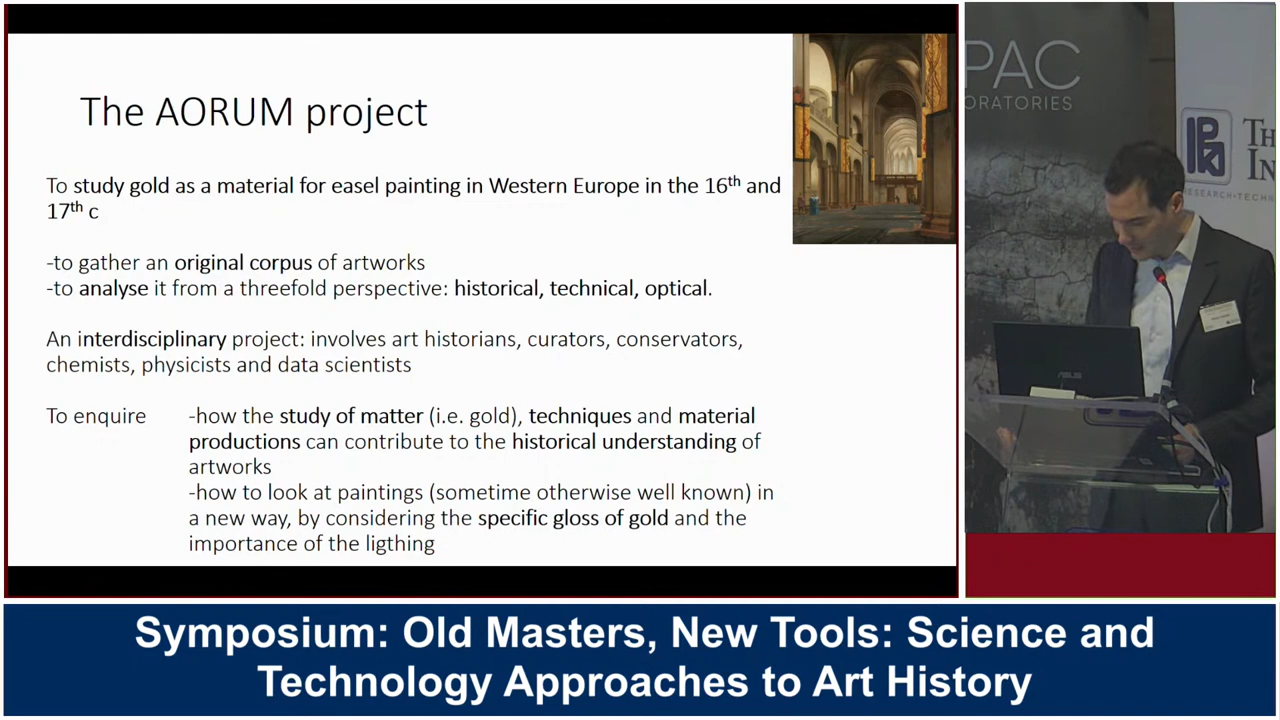 The AORUM project
To study gold as a material for easel painting in Western Europe in the 16th and
17th c
-to gather an original corpus of artworks
-to analyse it from a threefold perspective: historical, technical, optical.
An interdisciplinary project: involves art historians, curators, conservators,
chemists, physicists and data scientists
To enquire -how the study of matter (i.e. gold), techniques and material
productions can contribute to the historical understanding of
artworks
-how to look at paintings (sometime otherwise well known) in
a new way, by considering the specific gloss of gold and the
importance of the ligthing
PAC
ORATORIES
TH
IN
RESEARCH•TECHN
ASUS
Symposium: Old Masters, New Tools: Science and
Technology Approaches to Art History